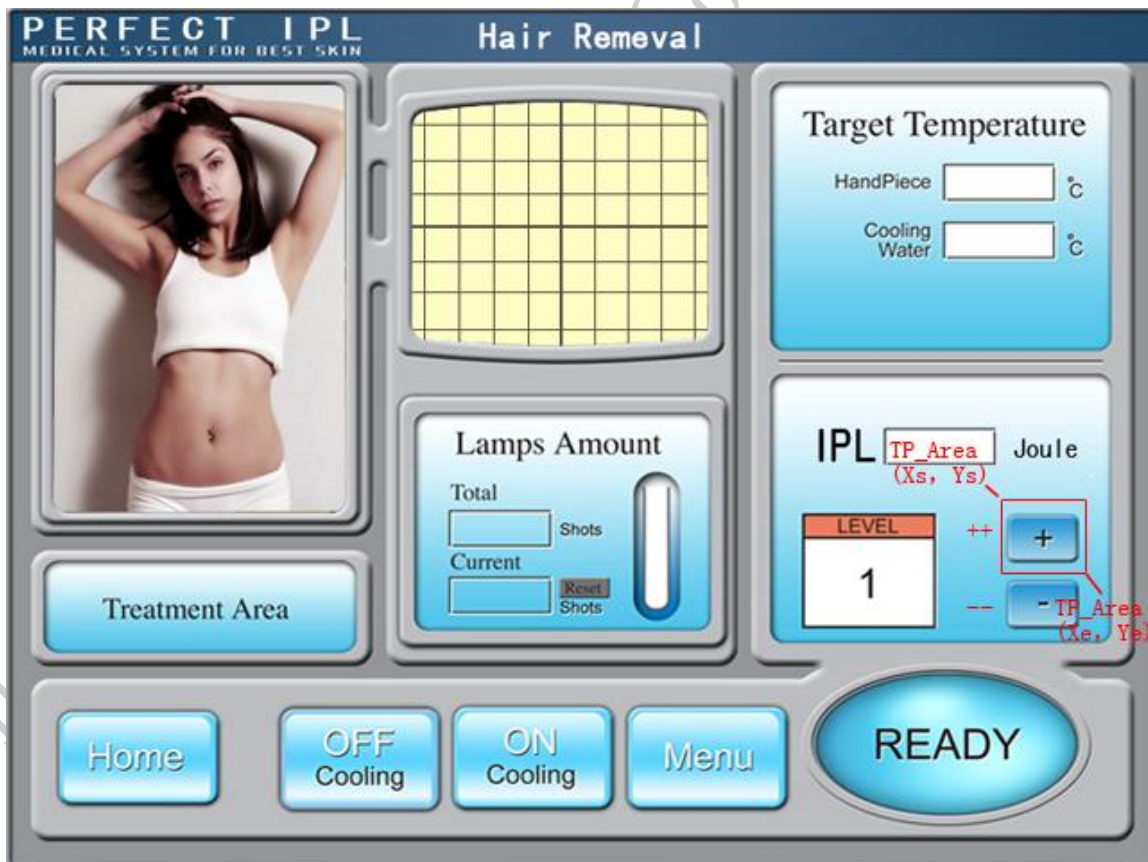 PERFECT IPL
MEDICAL SYSTEM FOR BEST SKIN
Hair Remeval
Target Temperature
HandPiece °C
Cooling
Water °C
Lamps Amount
Total
Shots
Current
Reset
Shots
IPL TP_Area Joule
(Xs, Ys)
LEVEL
1
++ +
-- -
TP_Area
(Xe, Ye)
Treatment Area
Home
OFF
Cooling
ON
Cooling
Menu
READY